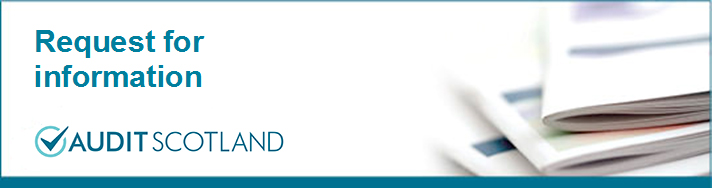 Request for
information
AUDIT SCOTLAND